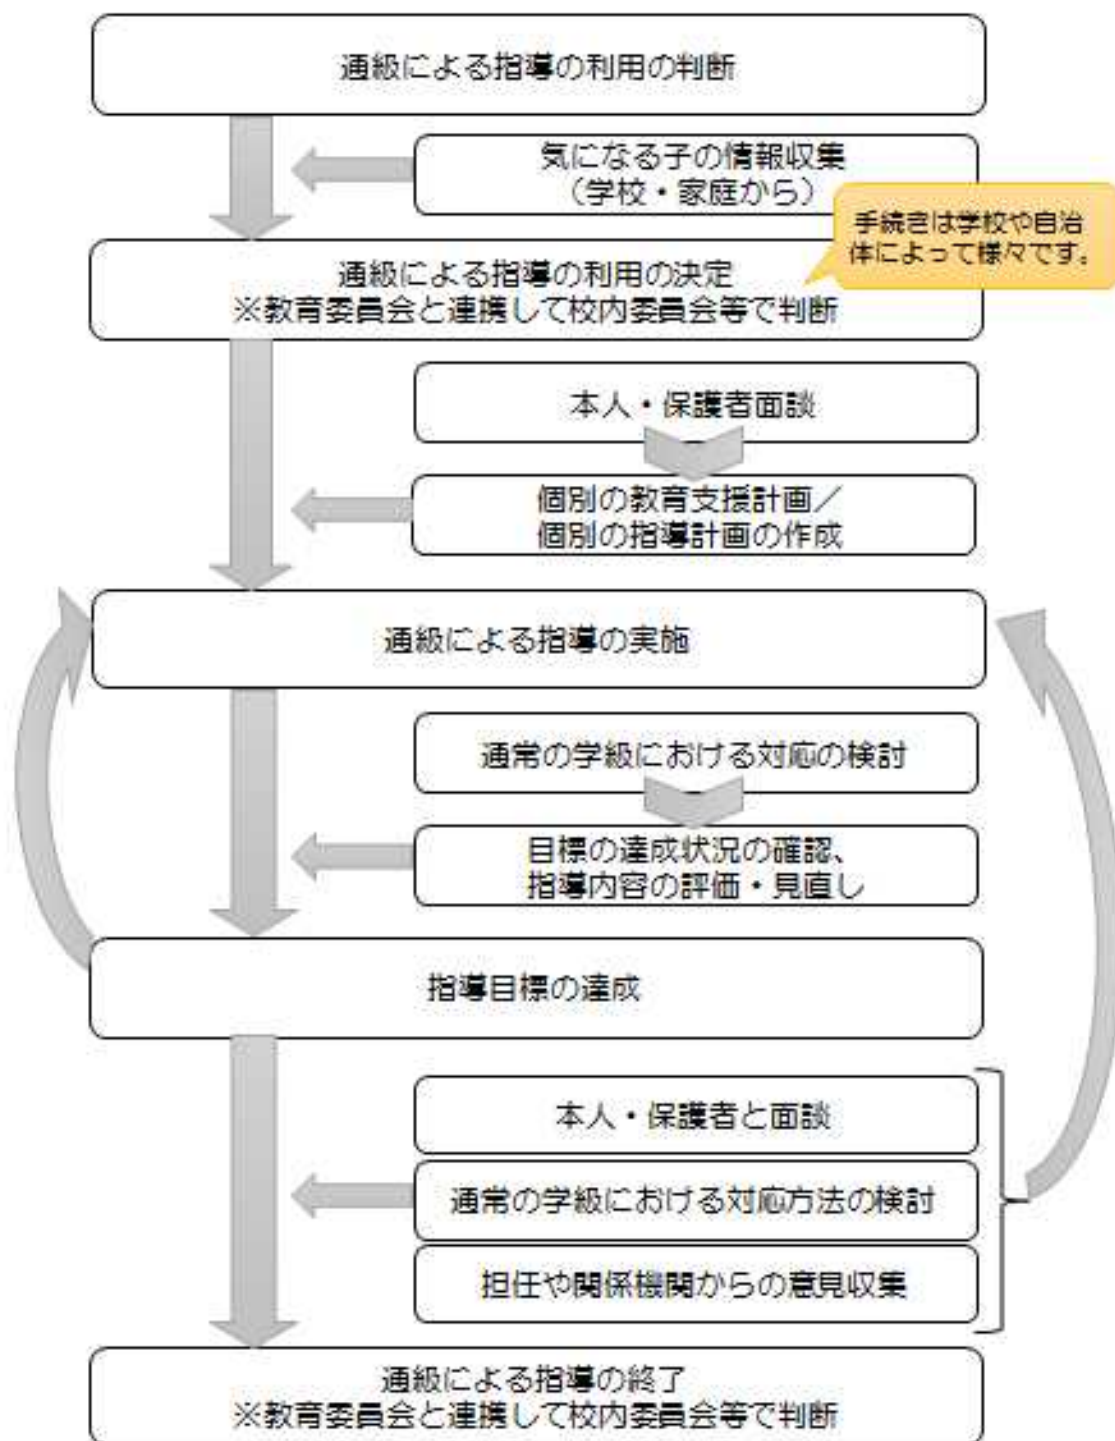 通級による指導の利用の判断
気になる子の情報収集
（学校・家庭から）
手続きは学校や自治
体によって様々です。
通級による指導の利用の決定
※教育委員会と連携して校内委員会等で判断
本人・保護者面談
個別の教育支援計画／
個別の指導計画の作成
通級による指導の実施
通常の学級における対応の検討
目標の達成状況の確認、
指導内容の評価・見直し
指導目標の達成
本人・保護者と面談
通常の学級における対応方法の検討
担任や関係機関からの意見収集
通級による指導の終了
※教育委員会と連携して校内委員会等で判断